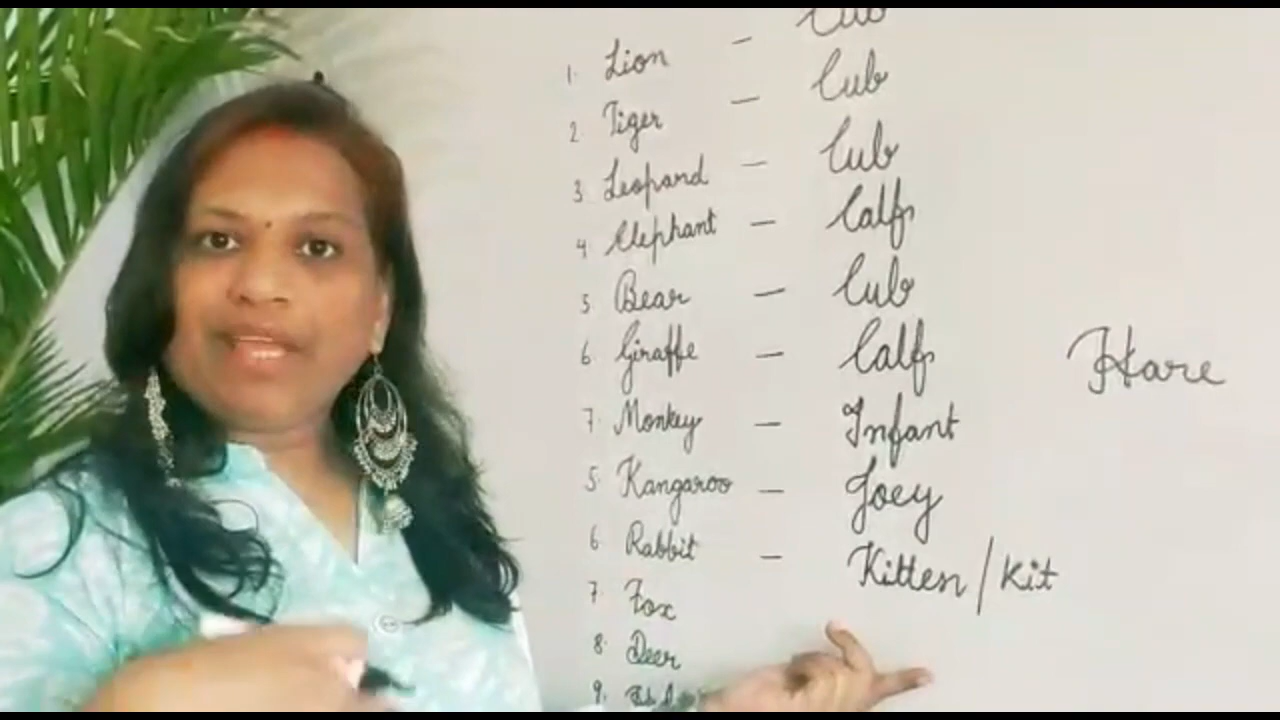 1. Lion - Cub
2 Tiger - Cub
3 Leopard - Cub
4 Elephant - Calf
5 Bear - Cub
6 Giraffe - Calf
Hare
7. Monkey - Infant
5 Kangaroo - Joey
6 Rabbit - Kitten/Kit
7 Fox
8. Deer
9.